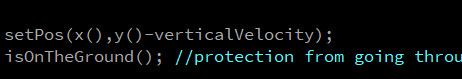 setPos(x(),y()-verticalVelocity);
isOnTheGround(); //protection from going throu